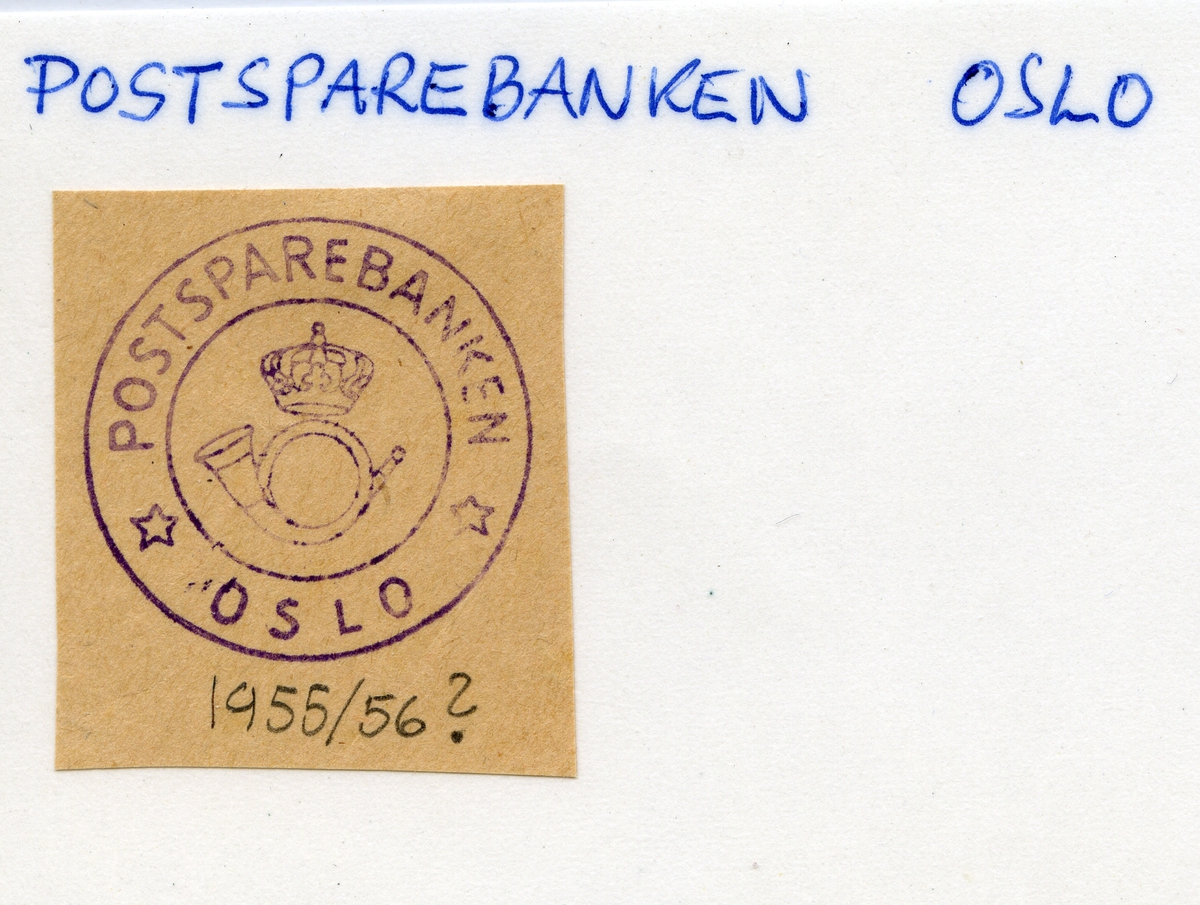 POSTSPAREBANKEN OSLO
POSTSPAREBANKEN
OSLO
1955/56?